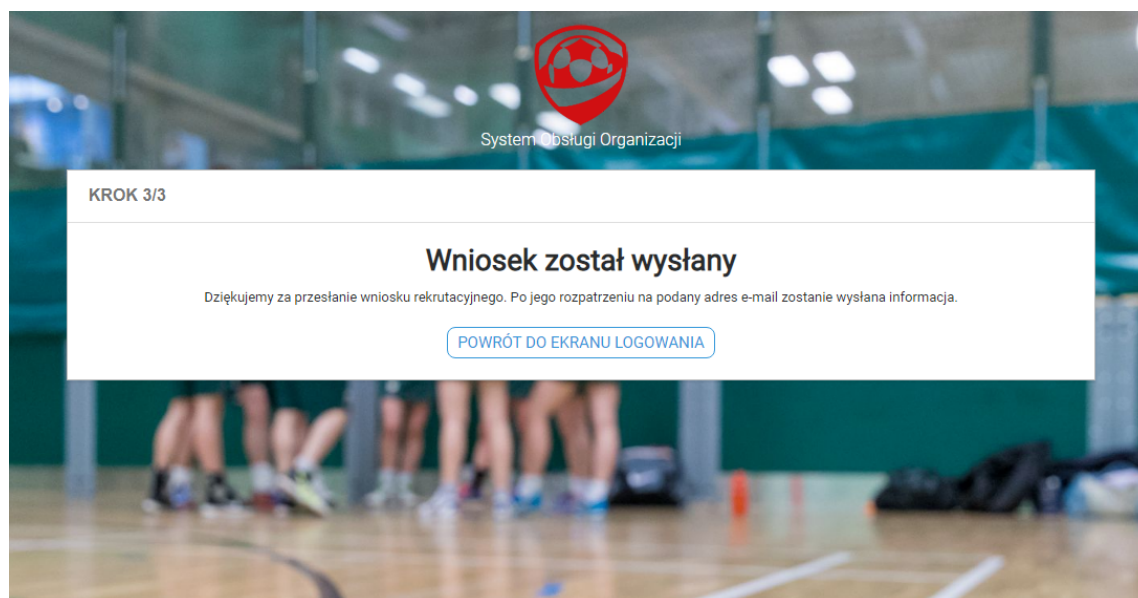 System Obsługi Organizacji
KROK 3/3
Wniosek został wysłany
Dziękujemy za przesłanie wniosku rekrutacyjnego. Po jego rozpatrzeniu na podany adres e-mail zostanie wysłana informacja.
POWRÓT DO EKRANU LOGOWANIA